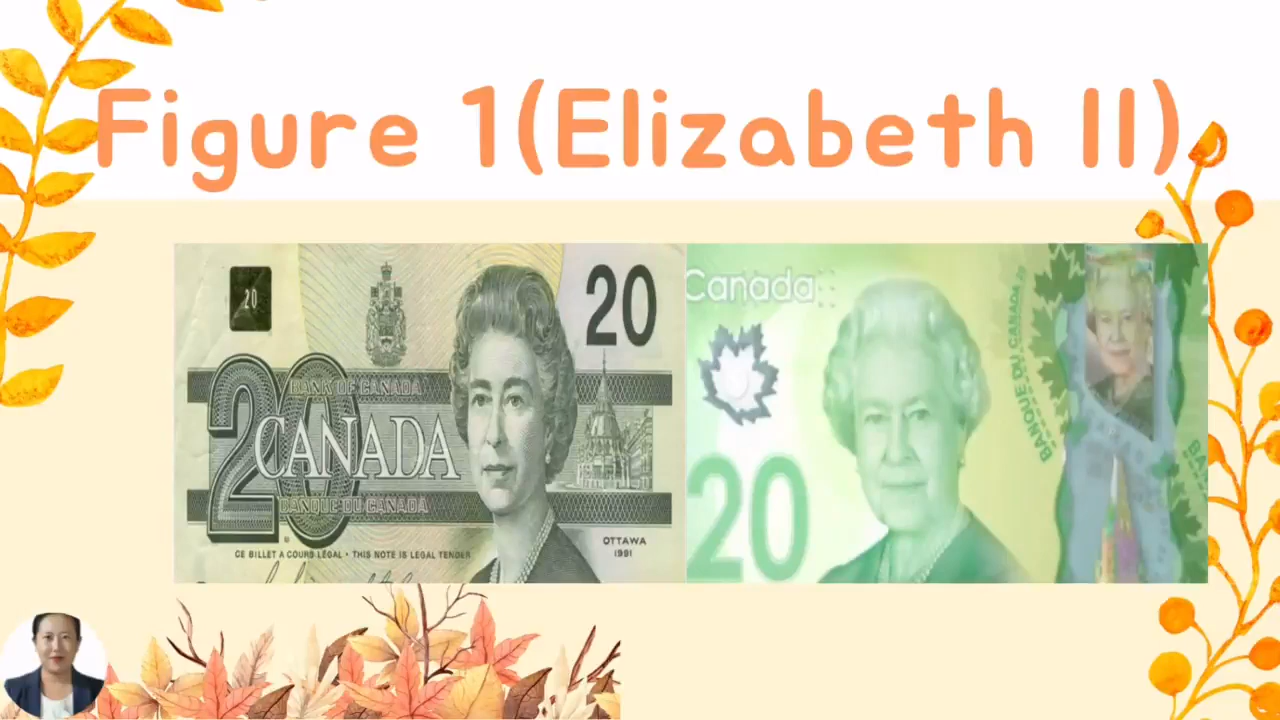 Figure 1(Elizabeth II)
20
20
BANK OF CANADA
20
CANADA
BANQUE DU CANADA
CE BILLET A COURS LÉGAL • THIS NOTE IS LEGAL TENDER
OTTAWA
1991
Canada
20
BANQUE DU CANADA